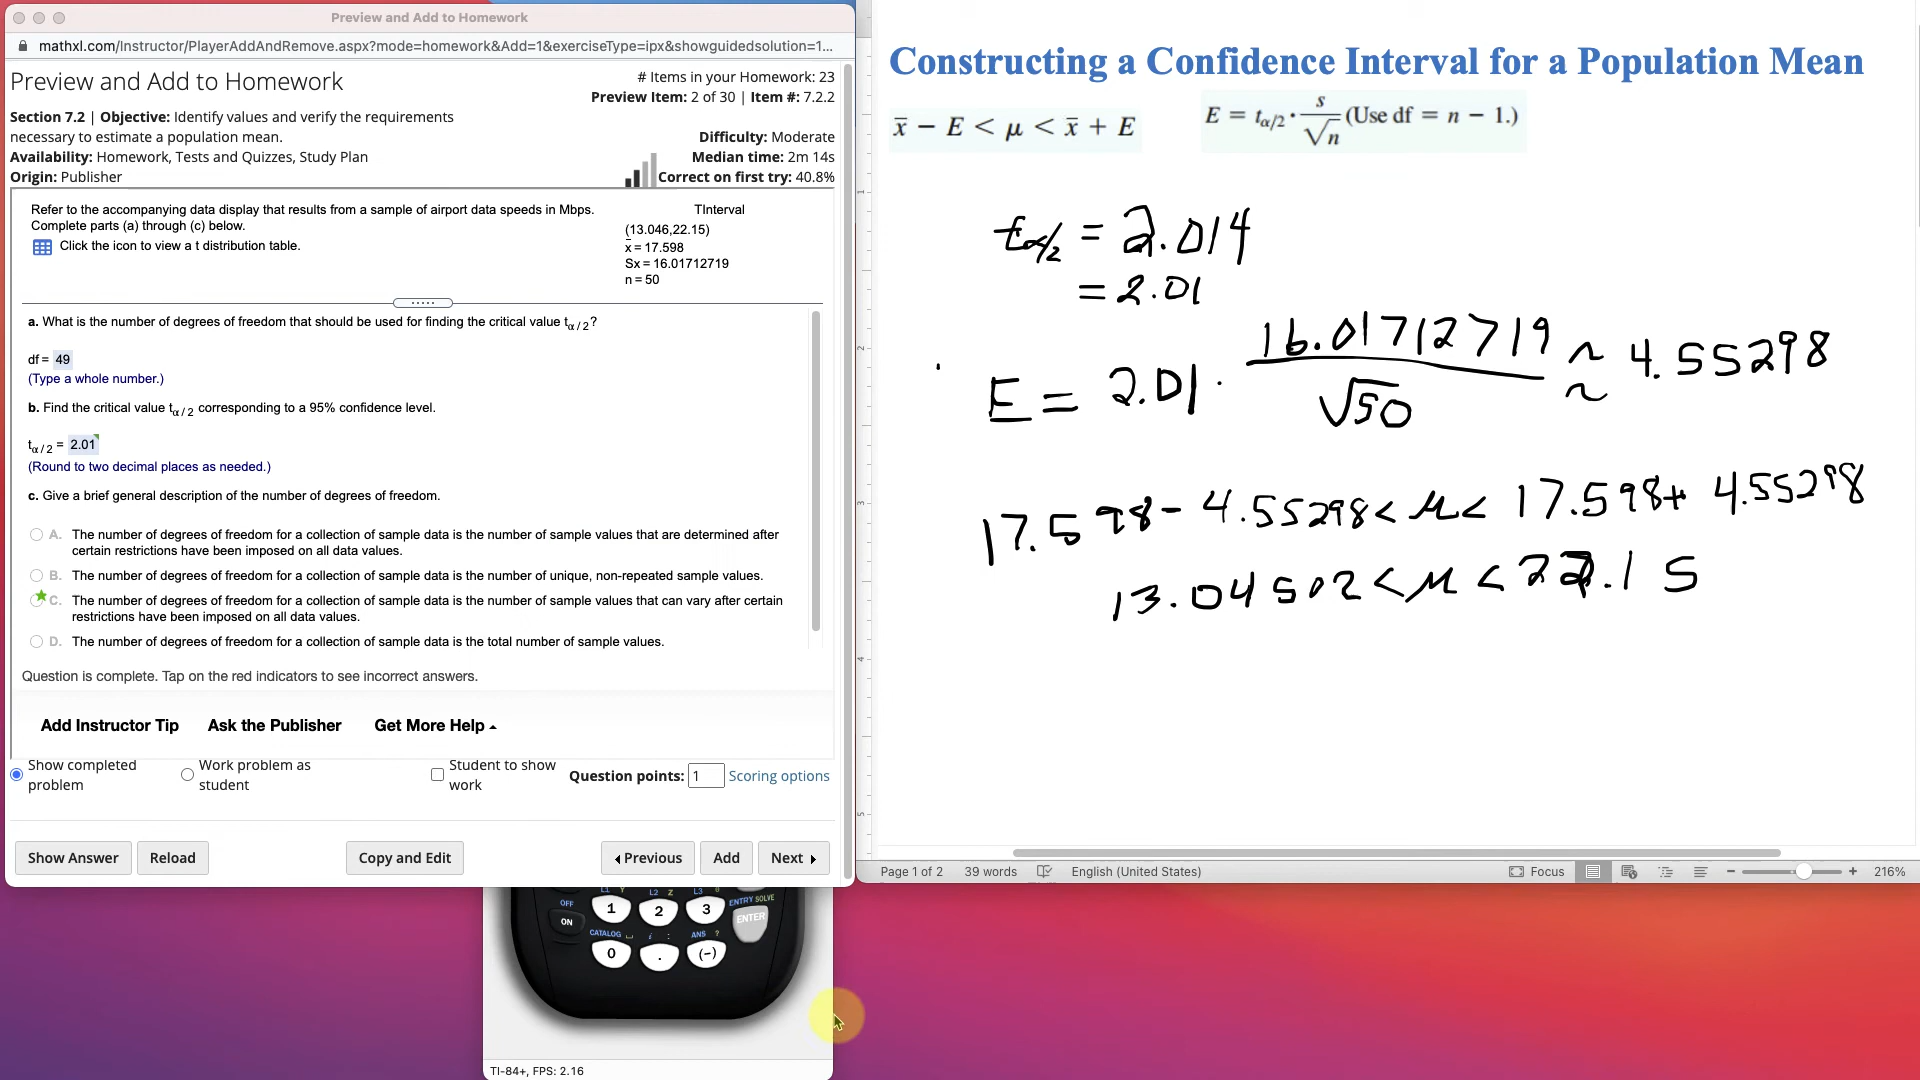 Preview and Add to Homework
mathxl.com/Instructor/PlayerAddAndRemove.aspx?mode=homework&Add=1&exerciseType=ipx&showguidedsolution=1...
Preview and Add to Homework
# Items in your Homework: 23
Preview Item: 2 of 30 | Item #: 7.2.2
Section 7.2 | Objective: Identify values and verify the requirements
necessary to estimate a population mean.
Difficulty: Moderate
Availability: Homework, Tests and Quizzes, Study Plan
Median time: 2m 14s
Origin: Publisher
Correct on first try: 40.8%
Refer to the accompanying data display that results from a sample of airport data speeds in Mbps.
Complete parts (a) through (c) below.
Click the icon to view a t distribution table.
TInterval
(13.046,22.15)
x̄ = 17.598
Sx = 16.01712719
n = 50
a. What is the number of degrees of freedom that should be used for finding the critical value tα/2?
df = 49
(Type a whole number.)
b. Find the critical value tα/2 corresponding to a 95% confidence level.
tα/2 = 2.01
(Round to two decimal places as needed.)
c. Give a brief general description of the number of degrees of freedom.
A. The number of degrees of freedom for a collection of sample data is the number of sample values that are determined after
certain restrictions have been imposed on all data values.
B. The number of degrees of freedom for a collection of sample data is the number of unique, non-repeated sample values.
C. The number of degrees of freedom for a collection of sample data is the number of sample values that can vary after certain
restrictions have been imposed on all data values.
D. The number of degrees of freedom for a collection of sample data is the total number of sample values.
Question is complete. Tap on the red indicators to see incorrect answers.
Add Instructor Tip Ask the Publisher Get More Help
Show completed
problem
Work problem as
student
Student to show
work
Question points: 1 Scoring options
Show Answer Reload Copy and Edit Previous Add Next
Constructing a Confidence Interval for a Population Mean
x̄ − E < μ < x̄ + E
E = tα/2 · s/√n (Use df = n − 1.)
tα/2 = 2.014
= 2.01
E = 2.01 · 16.01712719/√50 ≈ 4.55298
17.598 - 4.55298 < μ < 17.598 + 4.55298
13.04502 < μ < 22.15
1
2
3
4
5
Page 1 of 2 39 words English (United States) Focus 216%
L1 Y L2 Z L3 θ
OFF 1 2 3 ENTRY SOLVE
ON ENTER
CATALOG i : ANS ?
0 . (−)
TI-84+, FPS: 2.16